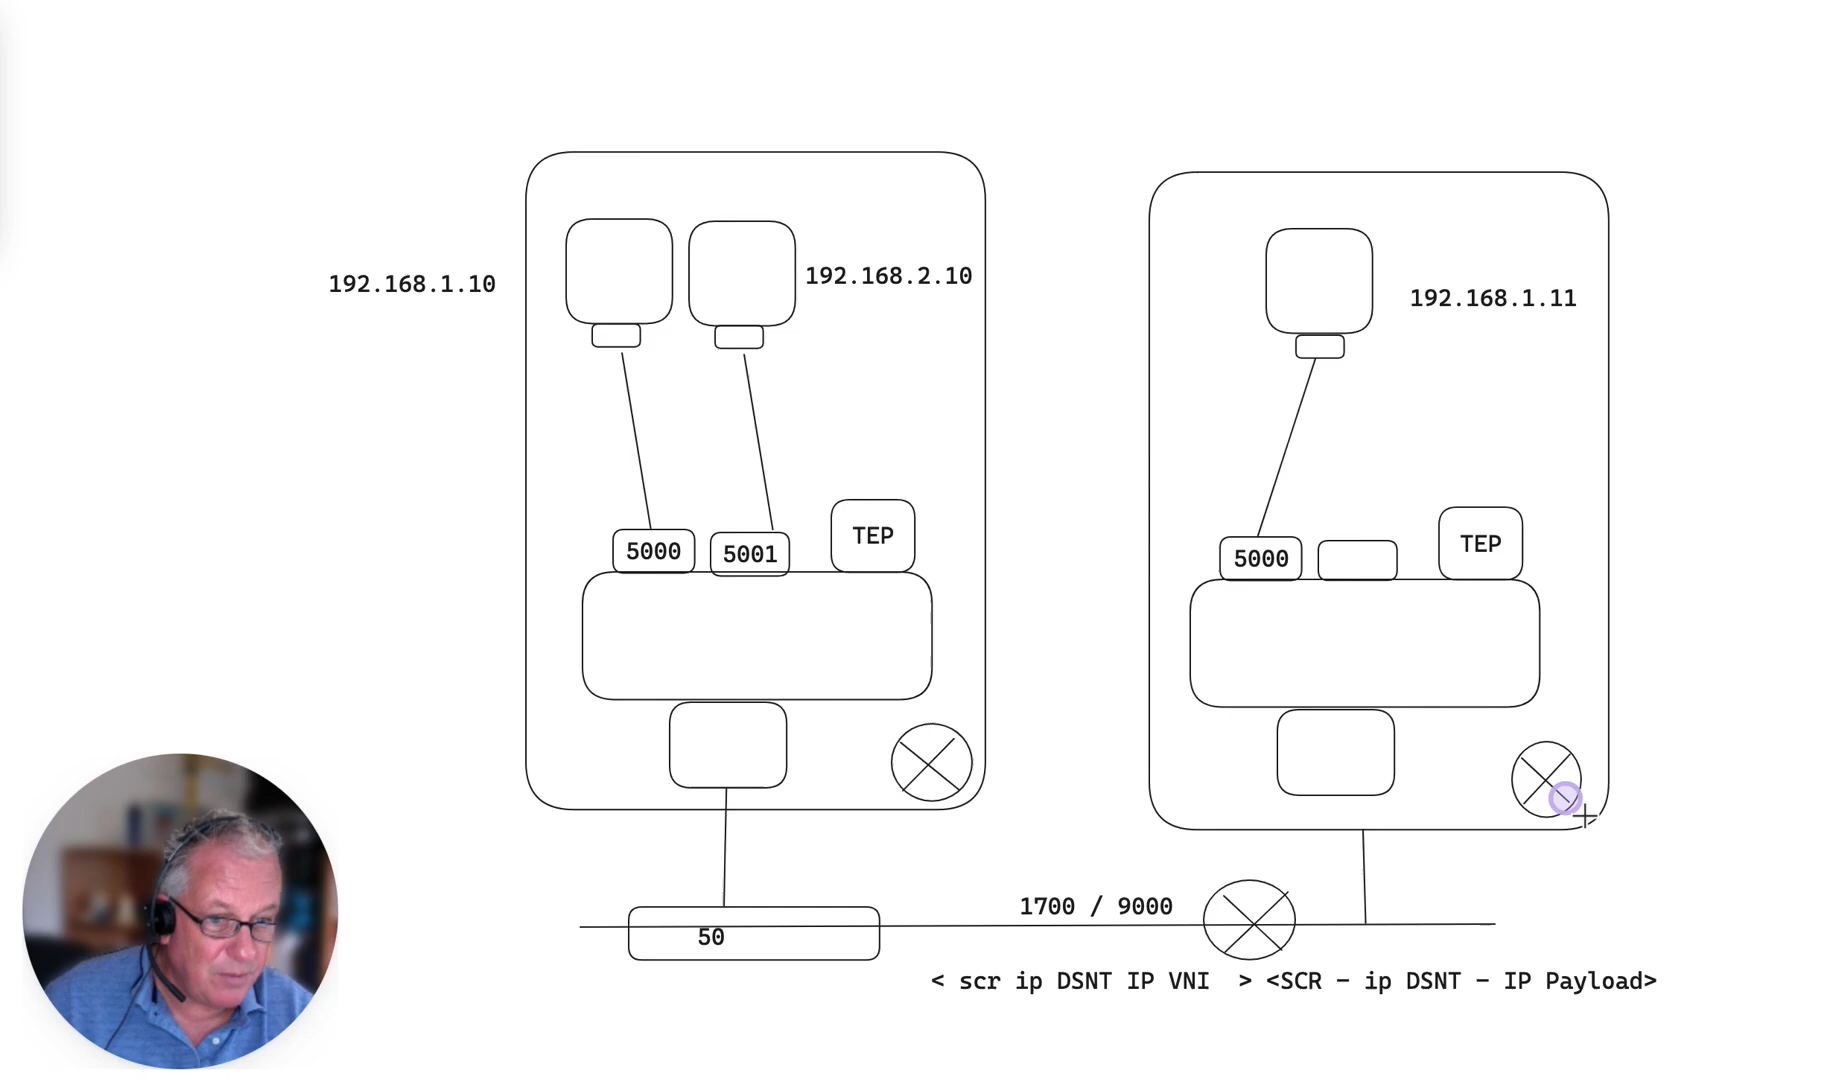 192.168.1.10
192.168.2.10
192.168.1.11
5000
5001
TEP
5000
TEP
1700 / 9000
50
< scr ip DSNT IP VNI  > <SCR - ip DSNT - IP Payload>